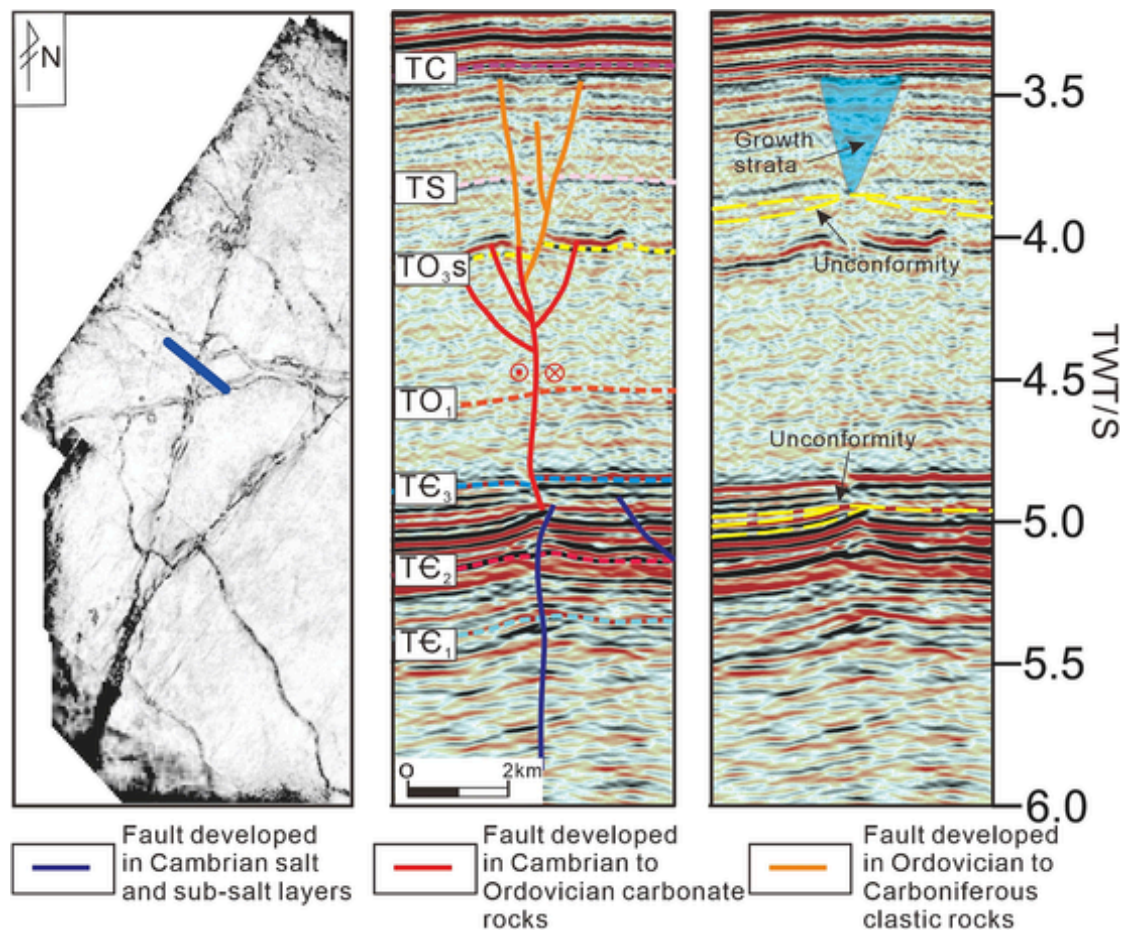 N
TC
TS
TO₃s
TO₁
TЄ₃
TЄ₂
TЄ₁
O 2km
Growth
strata
Unconformity
Unconformity
3.5
4.0
4.5
5.0
5.5
6.0
TWT/S
Fault developed
in Cambrian salt
and sub-salt layers
Fault developed
in Cambrian to
Ordovician carbonate
rocks
Fault developed
in Ordovician to
Carboniferous
clastic rocks